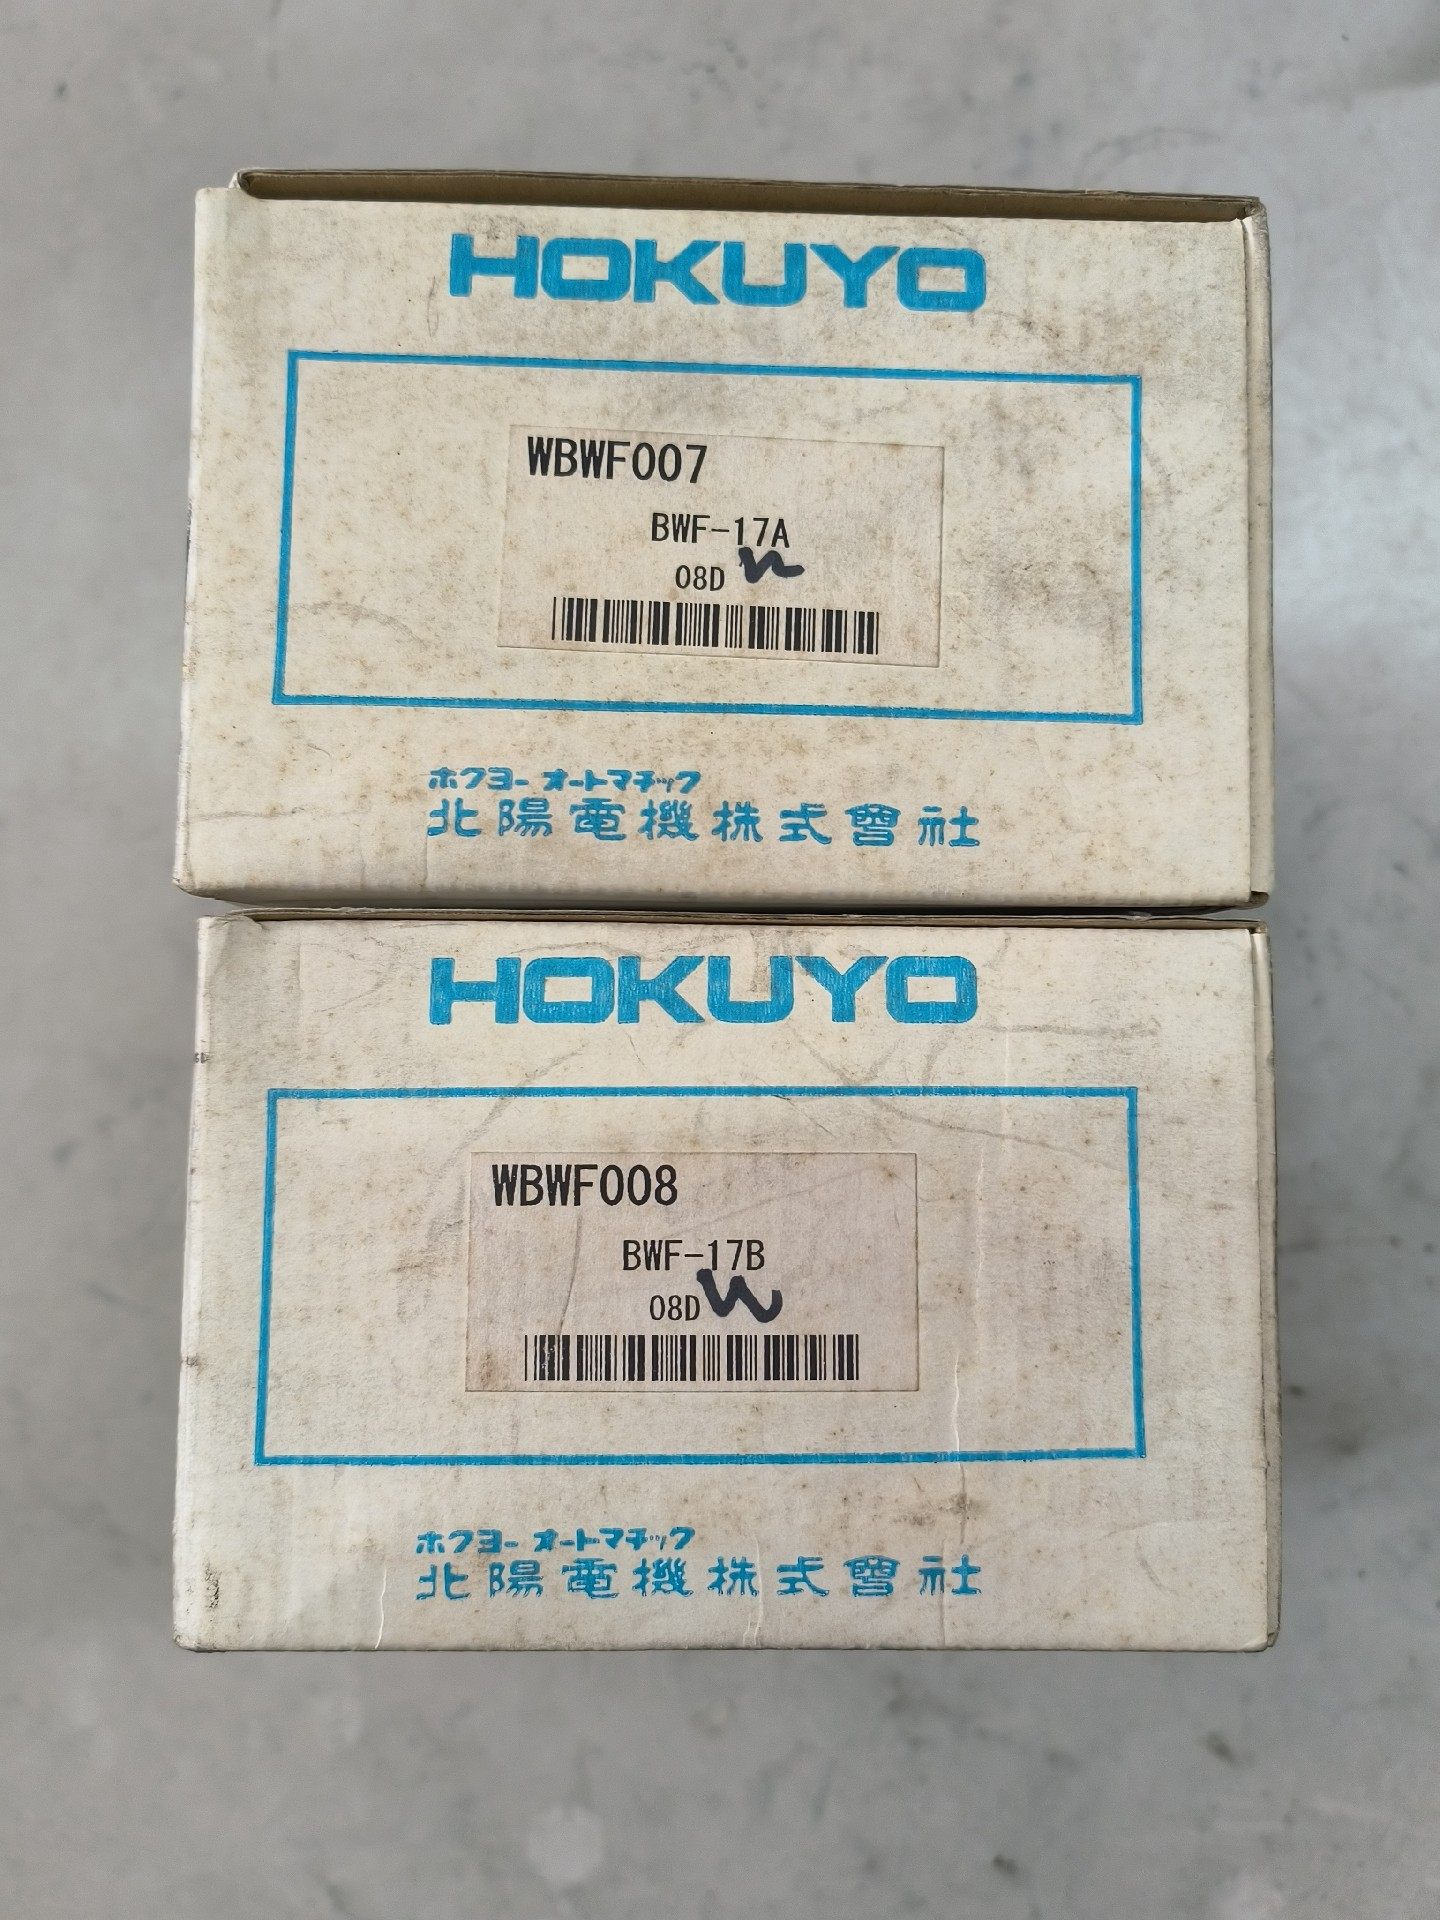 HOKUYO
WBWF007
BWF-17A
08D
ホクヨー オートマチック
北陽電機株式會社
HOKUYO
WBWF008
BWF-17B
08D
ホクヨー オートマチック
北陽電機株式會社